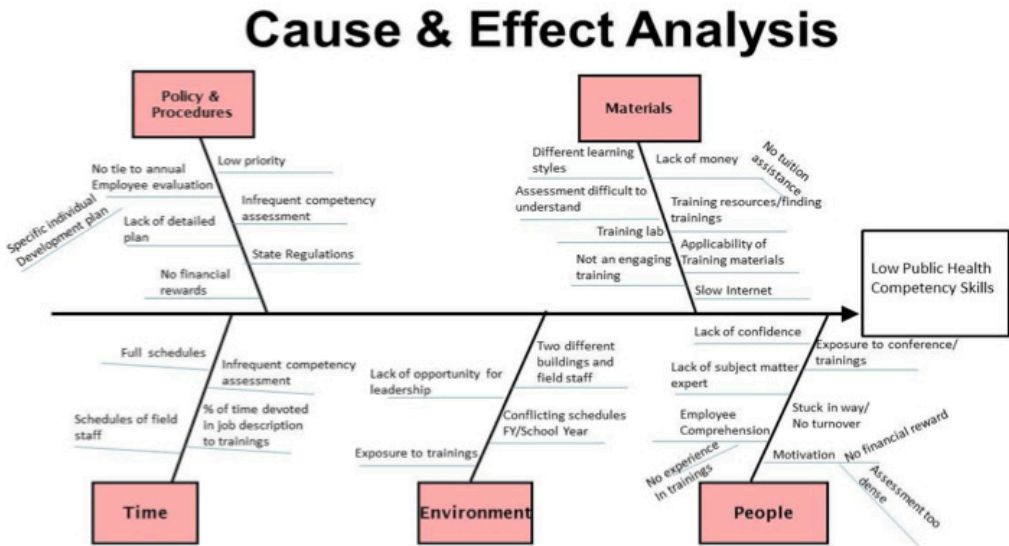 Cause & Effect Analysis
Policy &
Procedures
Low priority
No tie to annual
Employee evaluation
Specific individual
Development plan
Infrequent competency
assessment
Lack of detailed
plan
State Regulations
No financial
rewards
Materials
Different learning
styles
Lack of money
No tuition
assistance
Assessment difficult to
understand
Training resources/finding
trainings
Training lab
Applicability of
Training materials
Not an engaging
training
Slow Internet
Low Public Health
Competency Skills
Full schedules
Infrequent competency
assessment
Schedules of field
staff
% of time devoted
in job description
to trainings
Time
Two different
buildings and
field staff
Lack of opportunity for
leadership
Conflicting schedules
FY/School Year
Exposure to trainings
Environment
Lack of confidence
Exposure to conference/
trainings
Lack of subject matter
expert
Stuck in way/
No turnover
Employee
Comprehension
No experience
In trainings
Motivation
No financial reward
Assessment too
dense
People